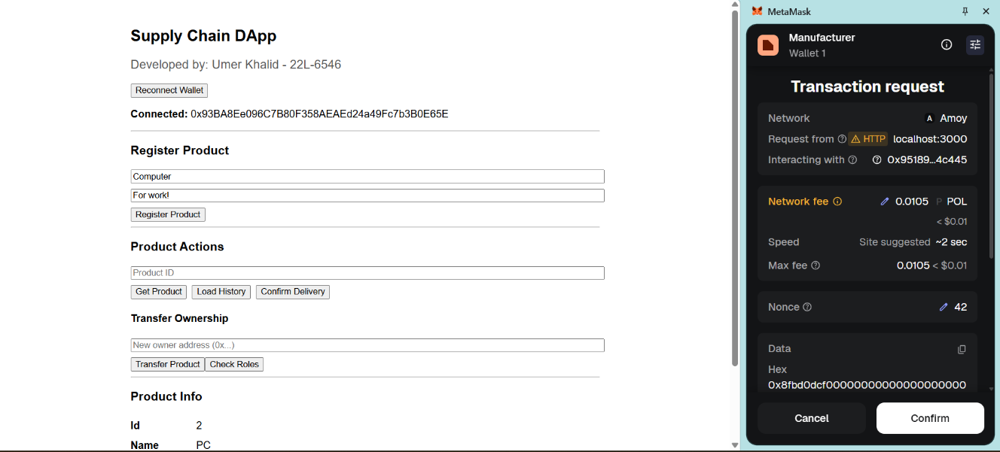 Supply Chain DApp
Developed by: Umer Khalid - 22L-6546
Reconnect Wallet
Connected: 0x93BA8Ee096C7B80F358AEAEd24a49Fc7b3B0E65E
Register Product
Computer
For work!
Register Product
Product Actions
Product ID
Get Product Load History Confirm Delivery
Transfer Ownership
New owner address (0x...)
Transfer Product Check Roles
Product Info
Id 2
Name PC
MetaMask
Manufacturer
Wallet 1
Transaction request
Network A Amoy
Request from HTTP localhost:3000
Interacting with 0x95189...4c445
Network fee 0.0105 P POL
< $0.01
Speed Site suggested ~2 sec
Max fee 0.0105 < $0.01
Nonce 42
Data
Hex
0x8fbd0dcf00000000000000000000
Cancel Confirm